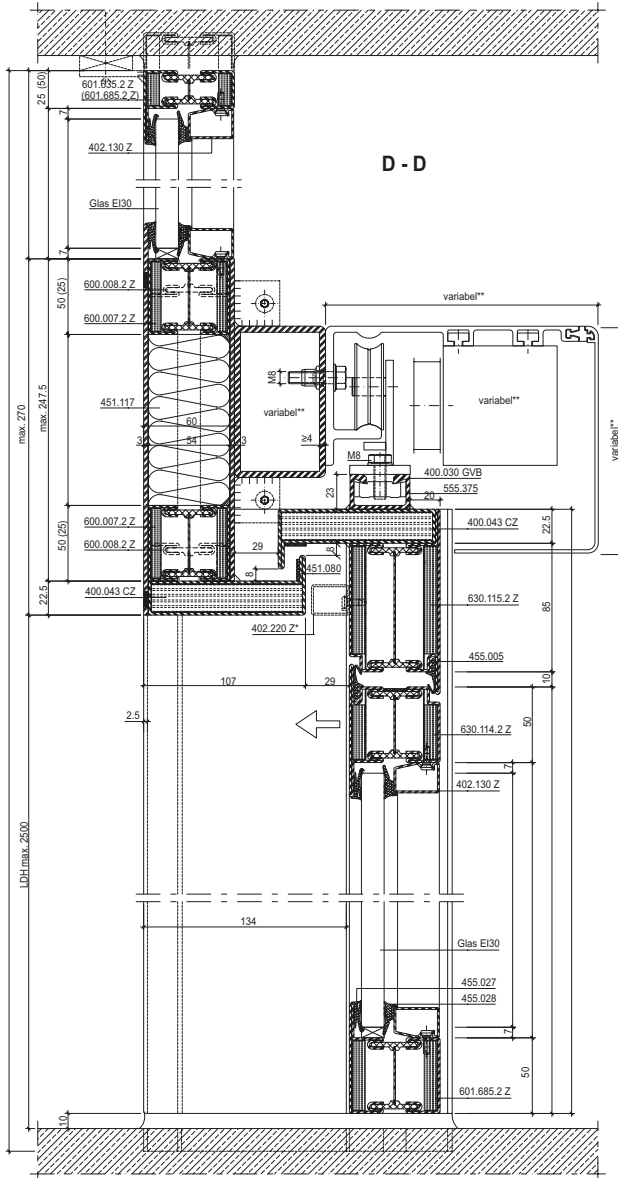 601.035.2 Z
(601.685.2 Z)
25 (50)
7
402.130 Z
D - D
Glas EI30
7
50 (25)
600.008.2 Z
600.007.2 Z
variabel**
max. 270
max. 247.5
M8
variabel**
variabel**
variabel**
451.117
60
3
54
3
≥4
M8
23
400.030 GVB
20
555.375
50 (25)
600.007.2 Z
600.008.2 Z
29
8
8
451.080
400.043 CZ
22.5
22.5
400.043 CZ
402.220 Z*
630.115.2 Z
85
455.005
107
29
10
2.5
50
630.114.2 Z
7
402.130 Z
LDH max. 2500
134
Glas EI30
455.027
455.028
7
50
601.685.2 Z
10